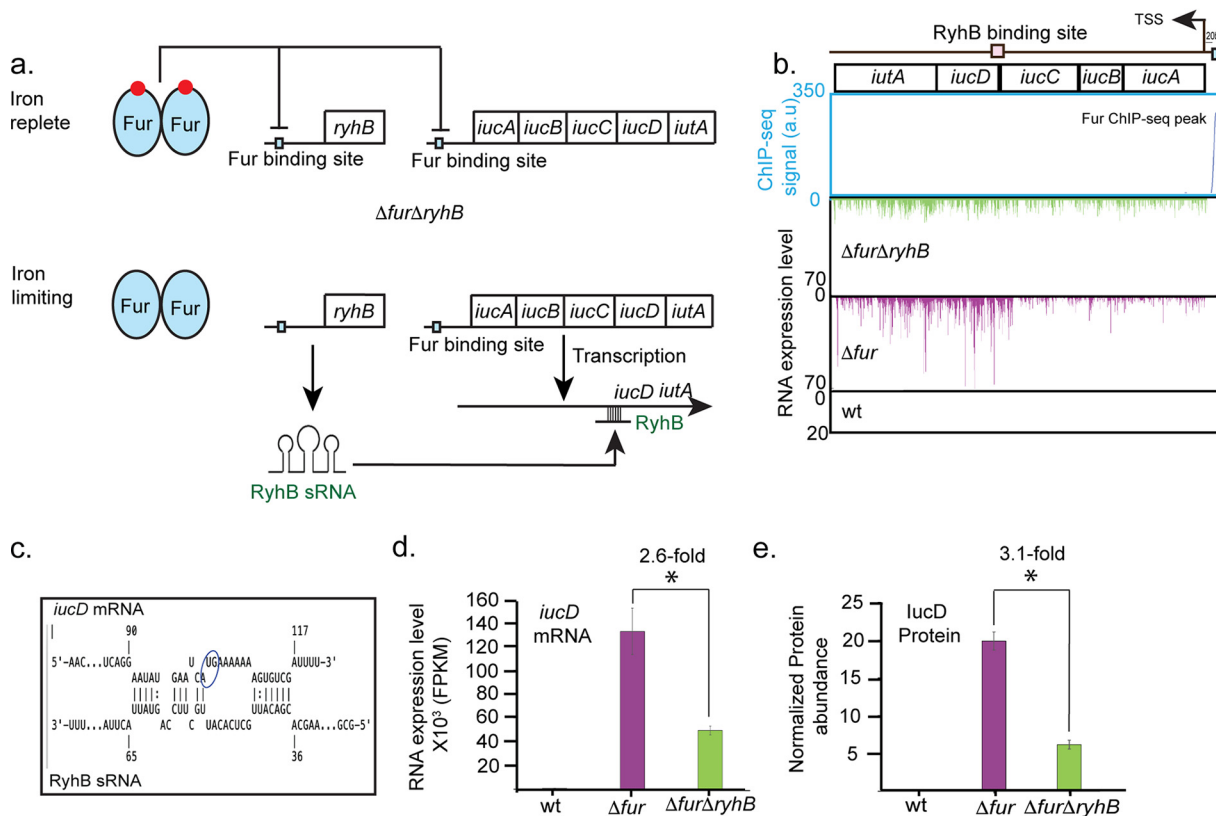 a.
Iron
replete
Fur Fur
ryhB
Fur binding site
iucA iucB iucC iucD iutA
Fur binding site
ΔfurΔryhB
Iron
limiting
Fur Fur
ryhB
iucA iucB iucC iucD iutA
Fur binding site
Transcription
iucD iutA
RyhB
RyhB sRNA
b.
TSS
RyhB binding site
iutA iucD iucC iucB iucA
350
ChIP-seq
signal (a.u)
0
Fur ChIP-seq peak
RNA expression level
0
ΔfurΔryhB
70
0
Δfur
70
0
wt
20
c.
iucD mRNA
90 117
5'-AAC...UCAGG U UGAAAAAA AUUUU-3'
AAUAU GAA CA AGUGUCG
UUAUG CUU GU UUACAGC
3'-UUU...AUUCA AC C UACACUCG ACGAA...GCG-5'
65 36
RyhB sRNA
d.
2.6-fold
*
iucD
mRNA
RNA expression level
X10³ (FPKM)
160
140
120
100
80
60
40
20
wt Δfur ΔfurΔryhB
e.
3.1-fold
*
IucD
Protein
Normalized Protein
abundance
25
20
15
10
5
wt Δfur ΔfurΔryhB